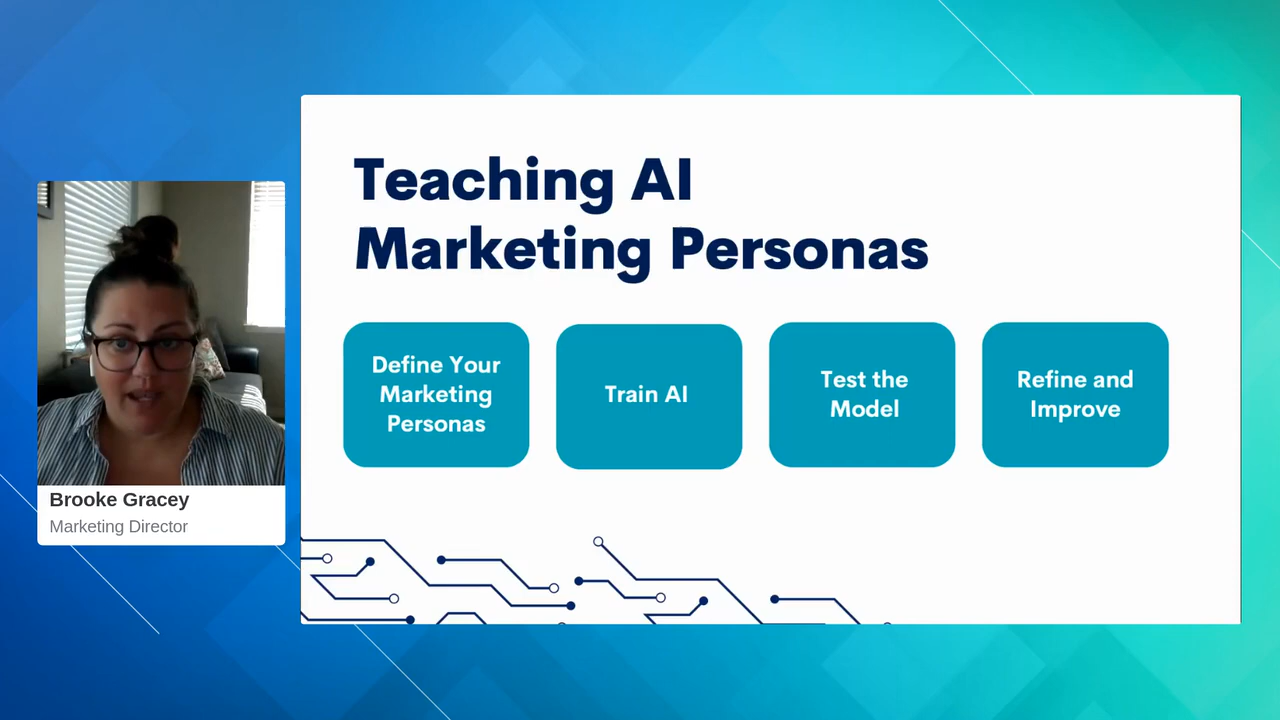 Teaching AI
Marketing Personas
Define Your
Marketing
Personas
Train AI
Test the
Model
Refine and
Improve
Brooke Gracey
Marketing Director